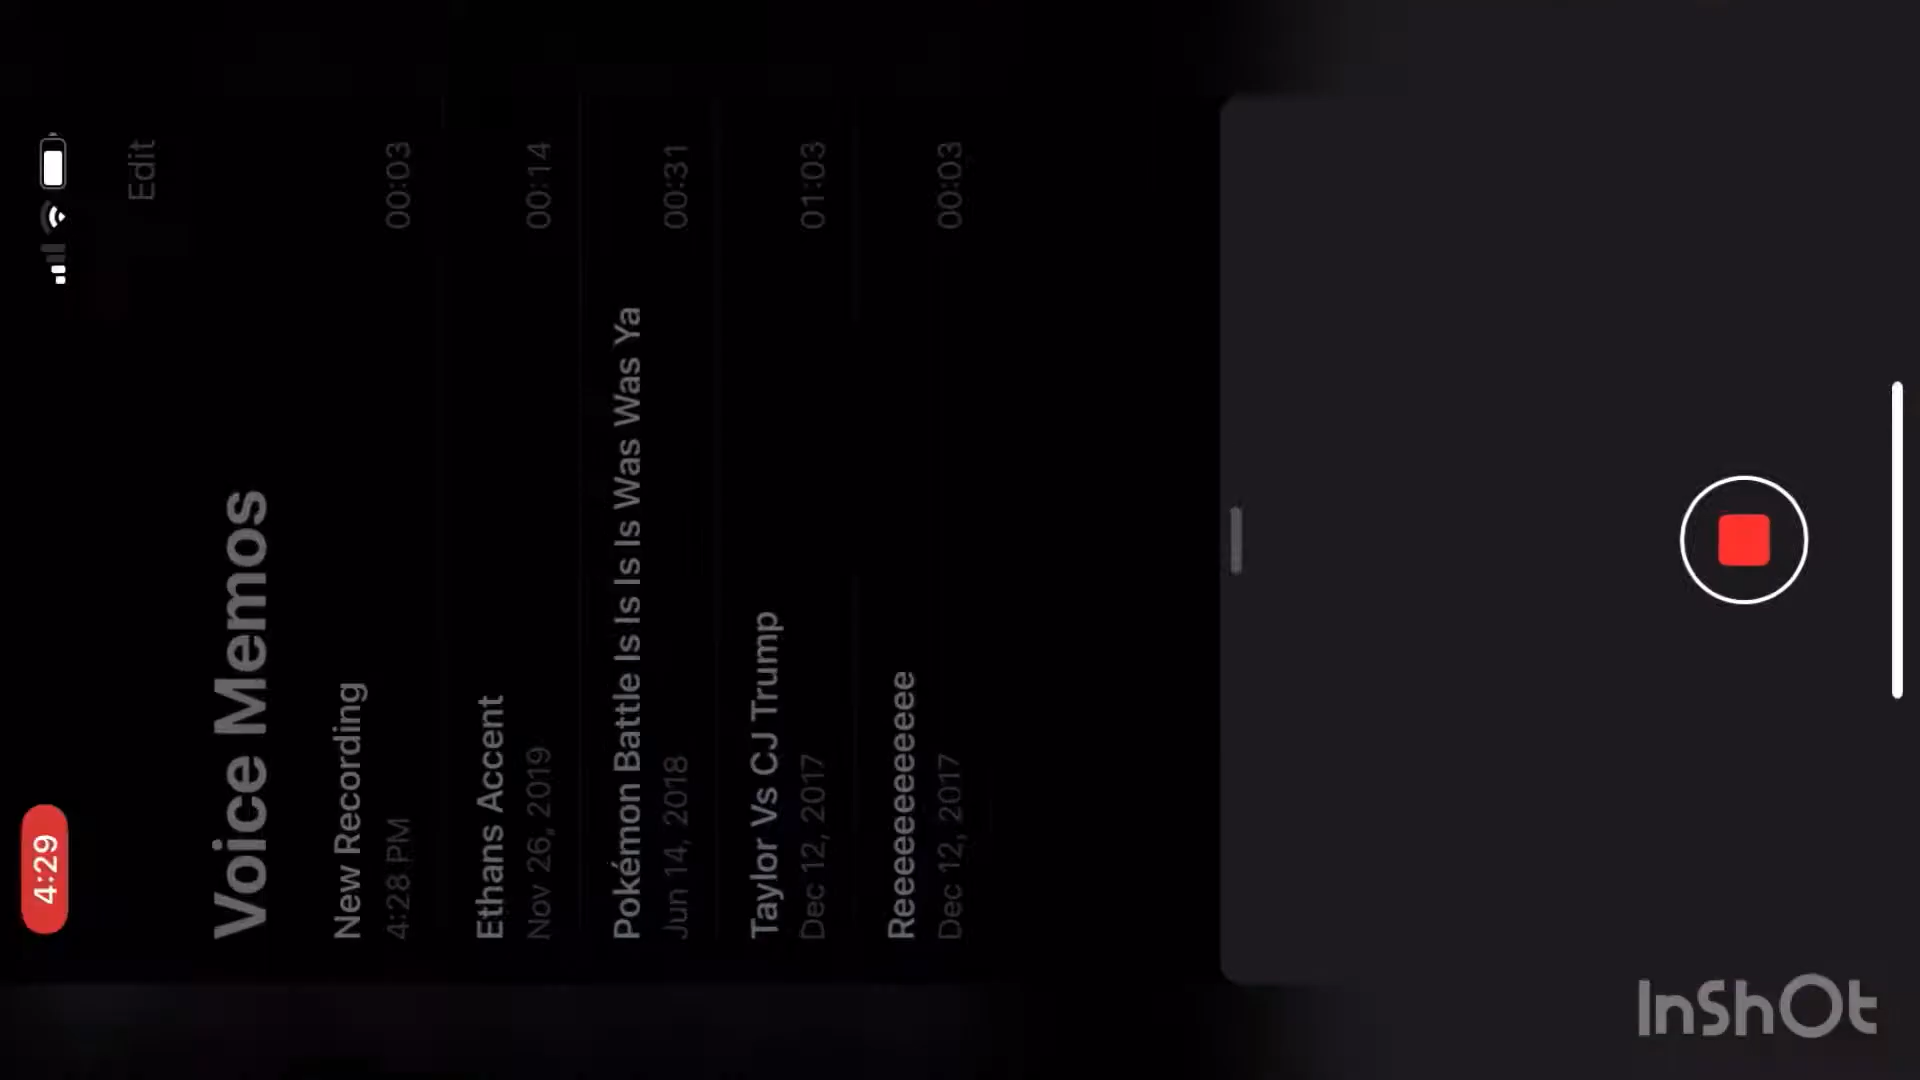 4:29
Edit
Voice Memos
New Recording
4:28 PM 00:03
Ethans Accent
Nov 26, 2019 00:14
Pokémon Battle Is Is Is Is Was Was Ya
Jun 14, 2018 00:31
Taylor Vs CJ Trump
Dec 12, 2017 01:03
Reeeeeeeeeee
Dec 12, 2017 00:03
InShOt